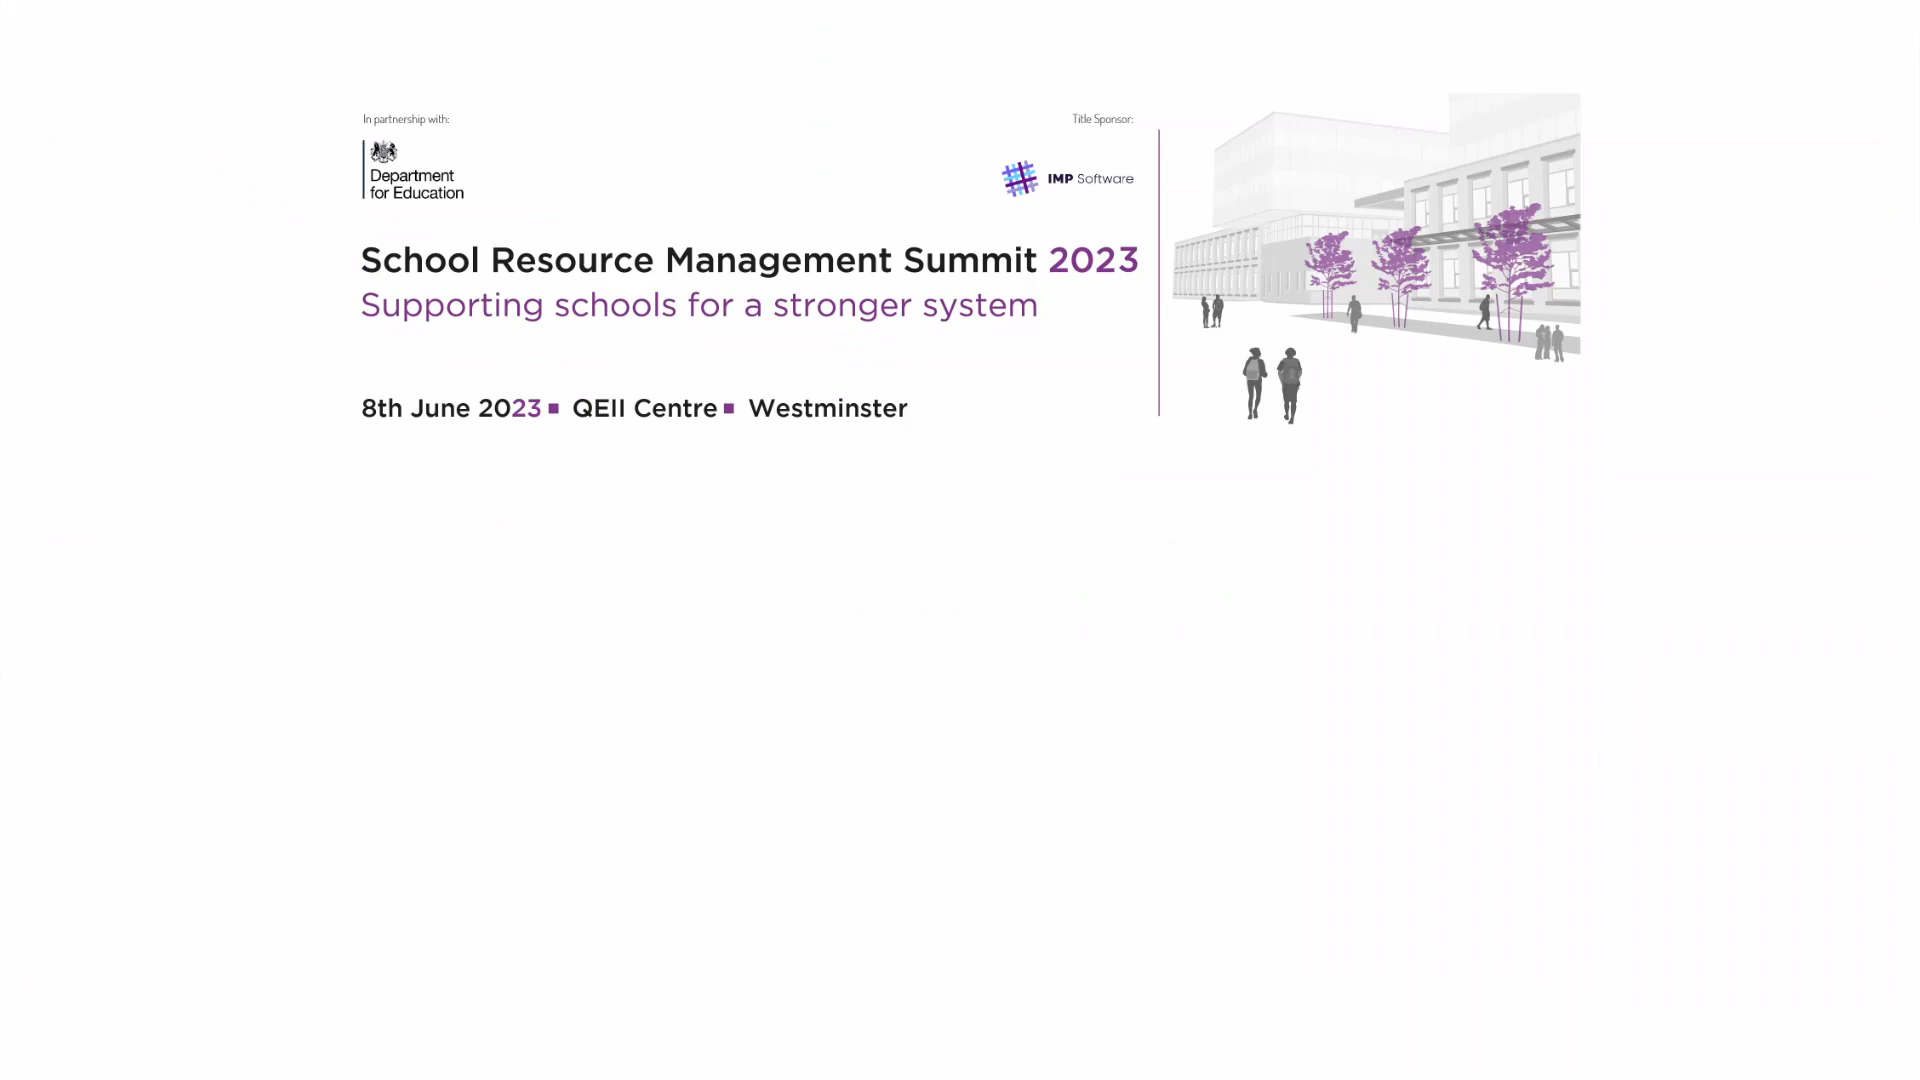 In partnership with:
Title Sponsor:
Department
for Education
IMP Software
School Resource Management Summit 2023
Supporting schools for a stronger system
8th June 2023 ▪ QEII Centre ▪ Westminster